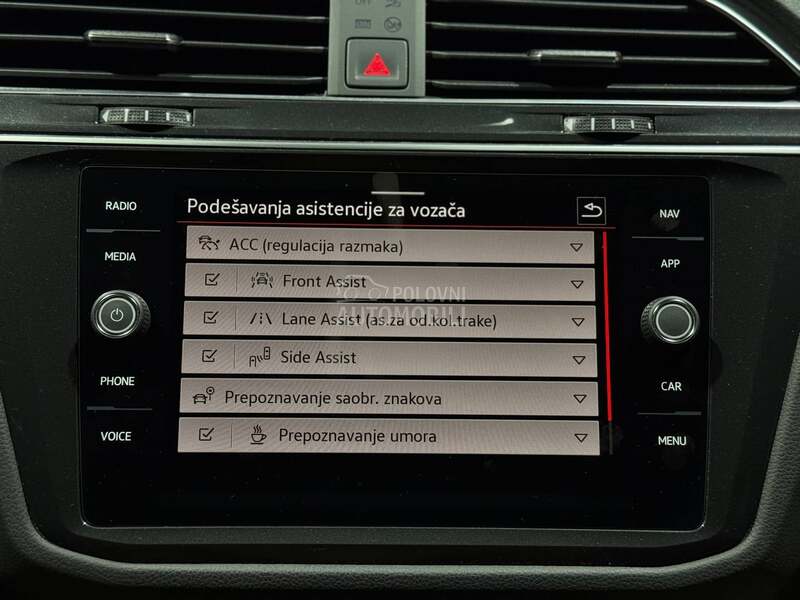 OFF
RADIO
MEDIA
PHONE
VOICE
Podešavanja asistencije za vozača
ACC (regulacija razmaka)
Front Assist
Lane Assist (as.za od.kol.trake)
Side Assist
Prepoznavanje saobr. znakova
Prepoznavanje umora
POLOVNI
AUTOMOBILI
NAV
APP
CAR
MENU